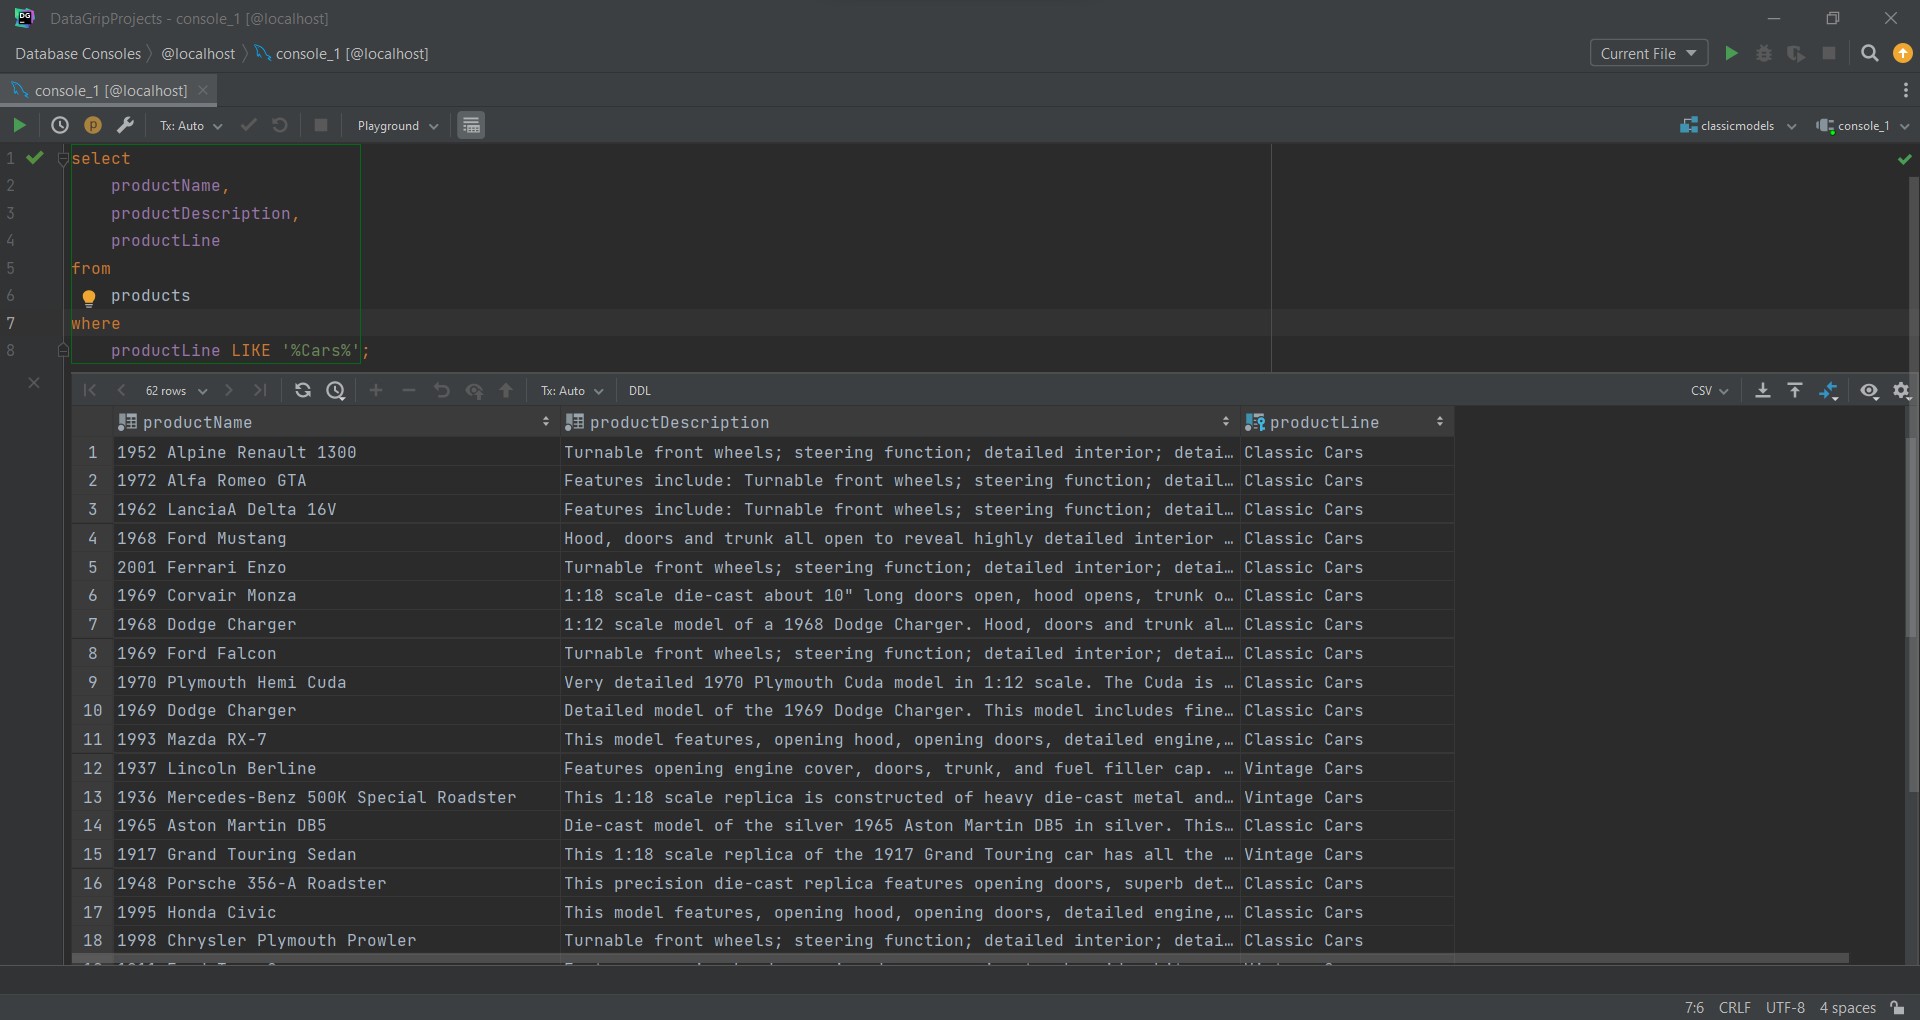 DG DataGripProjects - console_1 [@localhost]
Database Consoles @localhost console_1 [@localhost] Current File
console_1 [@localhost]
p Tx: Auto Playground classicmodels console_1
1 select
2 productName,
3 productDescription,
4 productLine
5 from
6 products
7 where
8 productLine LIKE '%Cars%';
62 rows Tx: Auto DDL CSV
productName productDescription productLine
1 1952 Alpine Renault 1300 Turnable front wheels; steering function; detailed interior; detai… Classic Cars
2 1972 Alfa Romeo GTA Features include: Turnable front wheels; steering function; detail… Classic Cars
3 1962 LanciaA Delta 16V Features include: Turnable front wheels; steering function; detail… Classic Cars
4 1968 Ford Mustang Hood, doors and trunk all open to reveal highly detailed interior … Classic Cars
5 2001 Ferrari Enzo Turnable front wheels; steering function; detailed interior; detai… Classic Cars
6 1969 Corvair Monza 1:18 scale die-cast about 10" long doors open, hood opens, trunk o… Classic Cars
7 1968 Dodge Charger 1:12 scale model of a 1968 Dodge Charger. Hood, doors and trunk al… Classic Cars
8 1969 Ford Falcon Turnable front wheels; steering function; detailed interior; detai… Classic Cars
9 1970 Plymouth Hemi Cuda Very detailed 1970 Plymouth Cuda model in 1:12 scale. The Cuda is … Classic Cars
10 1969 Dodge Charger Detailed model of the 1969 Dodge Charger. This model includes fine… Classic Cars
11 1993 Mazda RX-7 This model features, opening hood, opening doors, detailed engine,… Classic Cars
12 1937 Lincoln Berline Features opening engine cover, doors, trunk, and fuel filler cap. … Vintage Cars
13 1936 Mercedes-Benz 500K Special Roadster This 1:18 scale replica is constructed of heavy die-cast metal and… Vintage Cars
14 1965 Aston Martin DB5 Die-cast model of the silver 1965 Aston Martin DB5 in silver. This… Classic Cars
15 1917 Grand Touring Sedan This 1:18 scale replica of the 1917 Grand Touring car has all the … Vintage Cars
16 1948 Porsche 356-A Roadster This precision die-cast replica features opening doors, superb det… Classic Cars
17 1995 Honda Civic This model features, opening hood, opening doors, detailed engine,… Classic Cars
18 1998 Chrysler Plymouth Prowler Turnable front wheels; steering function; detailed interior; detai… Classic Cars
7:6 CRLF UTF-8 4 spaces